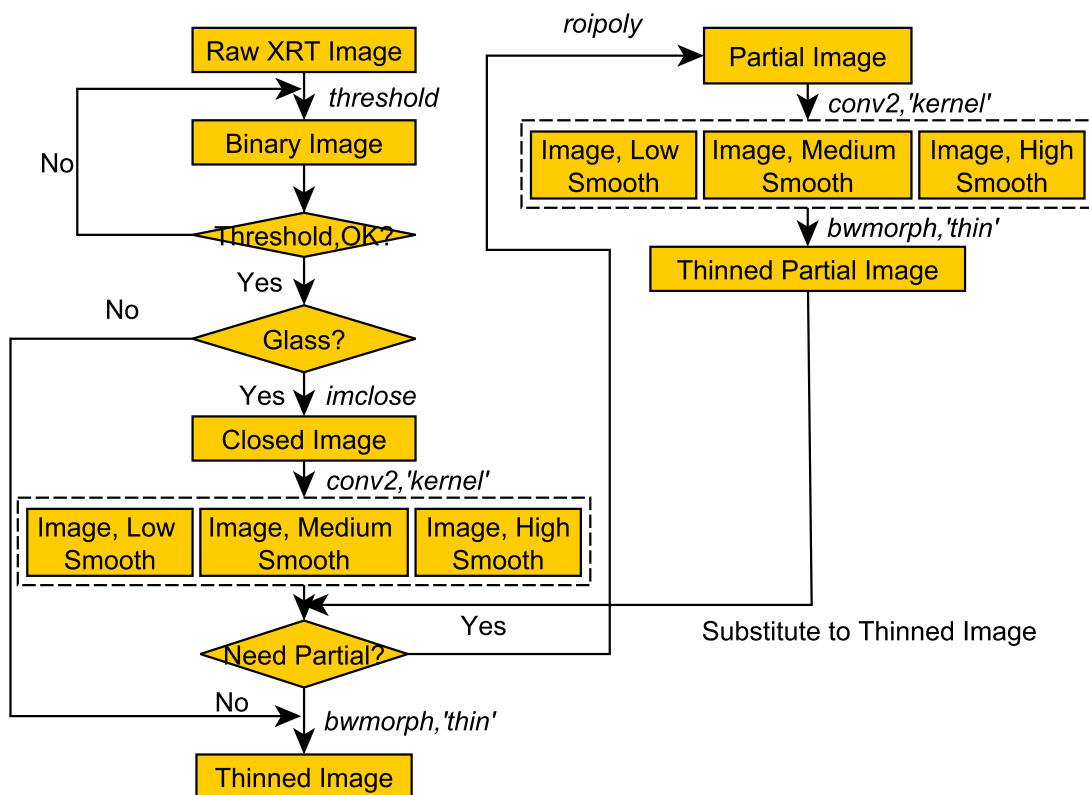 Raw XRT Image
threshold
Binary Image
No
Threshold,OK?
Yes
No
Glass?
Yes
imclose
Closed Image
conv2,'kernel'
Image, Low
Smooth
Image, Medium
Smooth
Image, High
Smooth
Yes
Need Partial?
No
bwmorph,'thin'
Thinned Image
roipoly
Partial Image
conv2,'kernel'
Image, Low
Smooth
Image, Medium
Smooth
Image, High
Smooth
bwmorph,'thin'
Thinned Partial Image
Substitute to Thinned Image